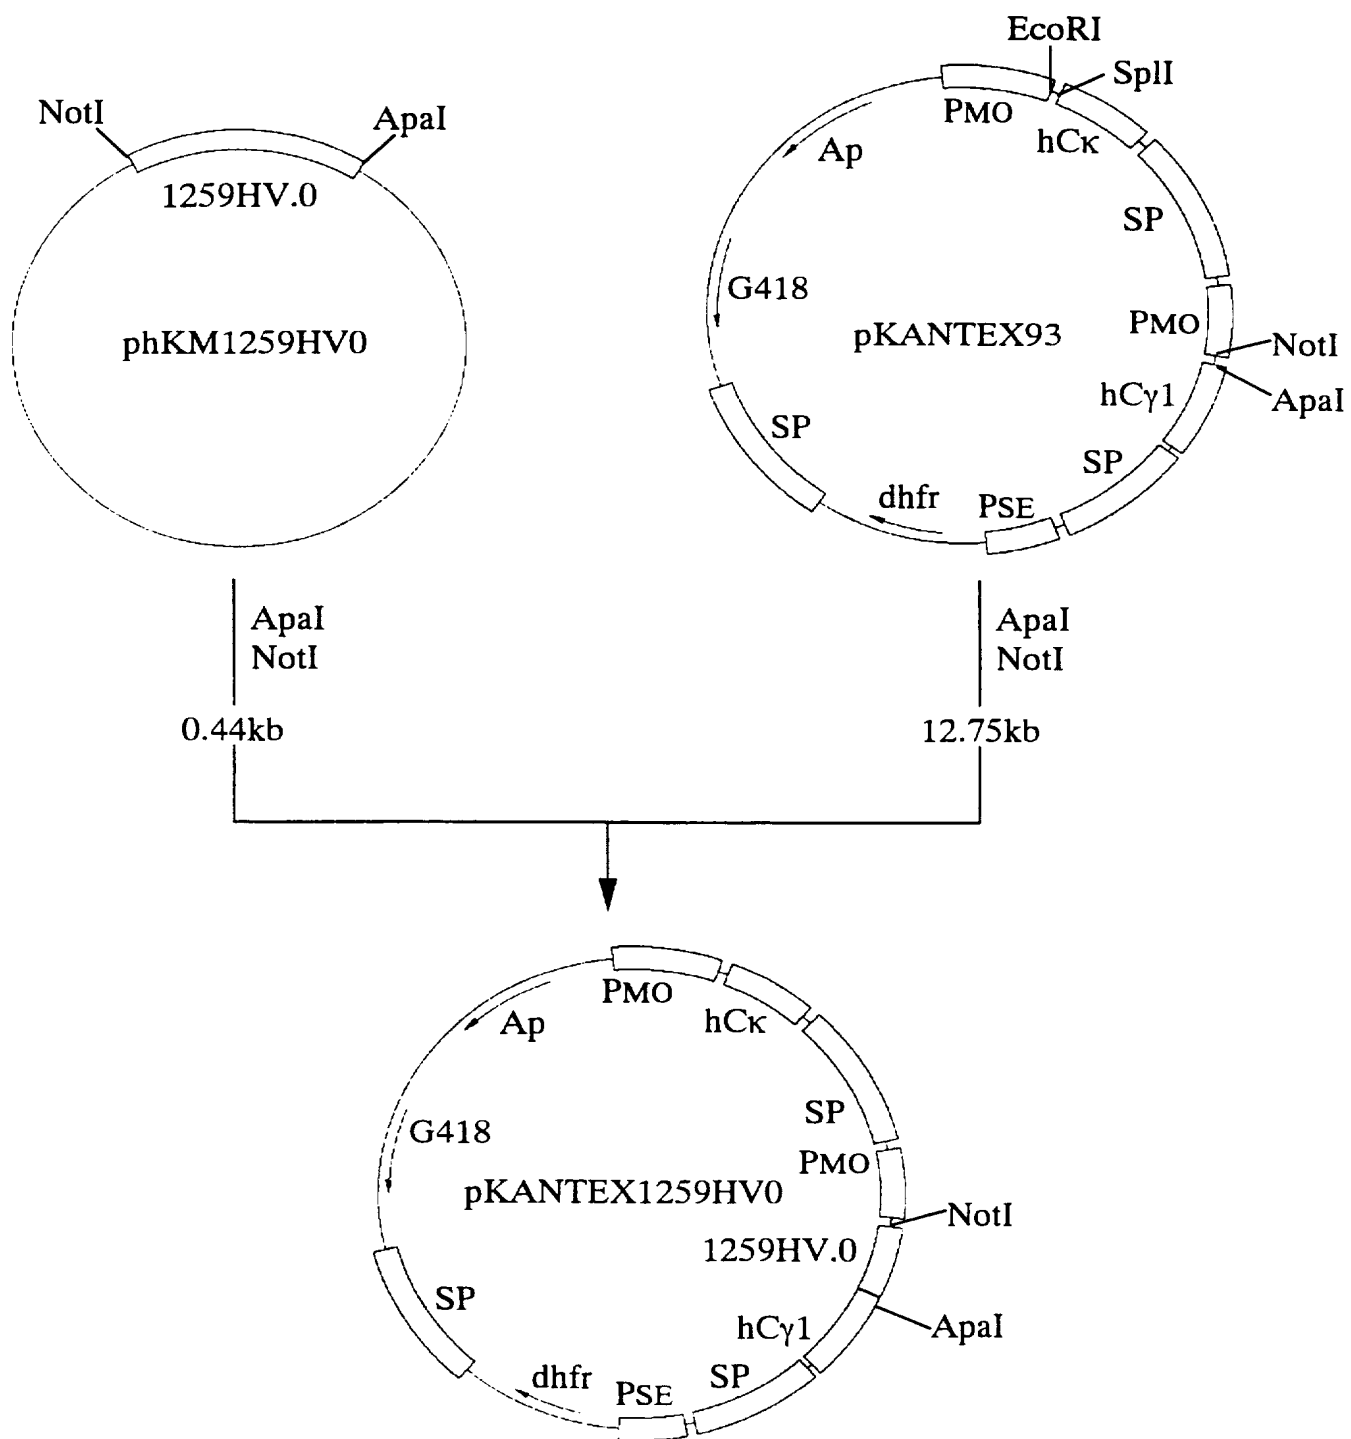 EcoRI
SplI
NotI
ApaI
1259HV.0
phKM1259HV0
PMO
hCκ
Ap
SP
G418
PMO
pKANTEX93
NotI
hCγ1
ApaI
SP
SP
dhfr
PSE
ApaI
NotI
0.44kb
ApaI
NotI
12.75kb
PMO
hCκ
Ap
SP
G418
PMO
pKANTEX1259HV0
NotI
1259HV.0
SP
hCγ1
ApaI
dhfr
PSE
SP